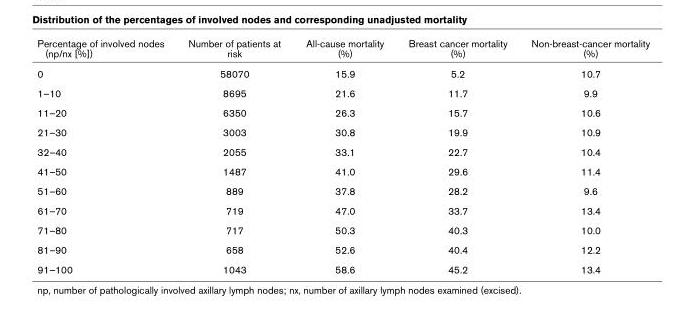 Distribution of the percentages of involved nodes and corresponding unadjusted mortality
Percentage of involved nodes Number of patients at All-cause mortality Breast cancer mortality Non-breast-cancer mortality
(np/nx [%]) risk (%) (%) (%)
0 58070 15.9 5.2 10.7
1–10 8695 21.6 11.7 9.9
11–20 6350 26.3 15.7 10.6
21–30 3003 30.8 19.9 10.9
32–40 2055 33.1 22.7 10.4
41–50 1487 41.0 29.6 11.4
51–60 889 37.8 28.2 9.6
61–70 719 47.0 33.7 13.4
71–80 717 50.3 40.3 10.0
81–90 658 52.6 40.4 12.2
91–100 1043 58.6 45.2 13.4
np, number of pathologically involved axillary lymph nodes; nx, number of axillary lymph nodes examined (excised).